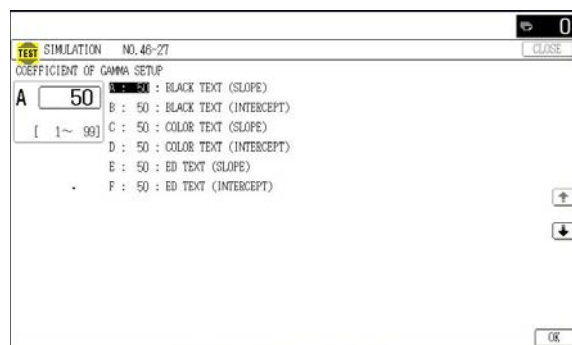 0
TEST SIMULATION NO.46-27 CLOSE
COEFFICIENT OF GAMMA SETUP
A 50
[ 1~ 99]
A : 50 : BLACK TEXT (SLOPE)
B : 50 : BLACK TEXT (INTERCEPT)
C : 50 : COLOR TEXT (SLOPE)
D : 50 : COLOR TEXT (INTERCEPT)
E : 50 : ED TEXT (SLOPE)
F : 50 : ED TEXT (INTERCEPT)
OK